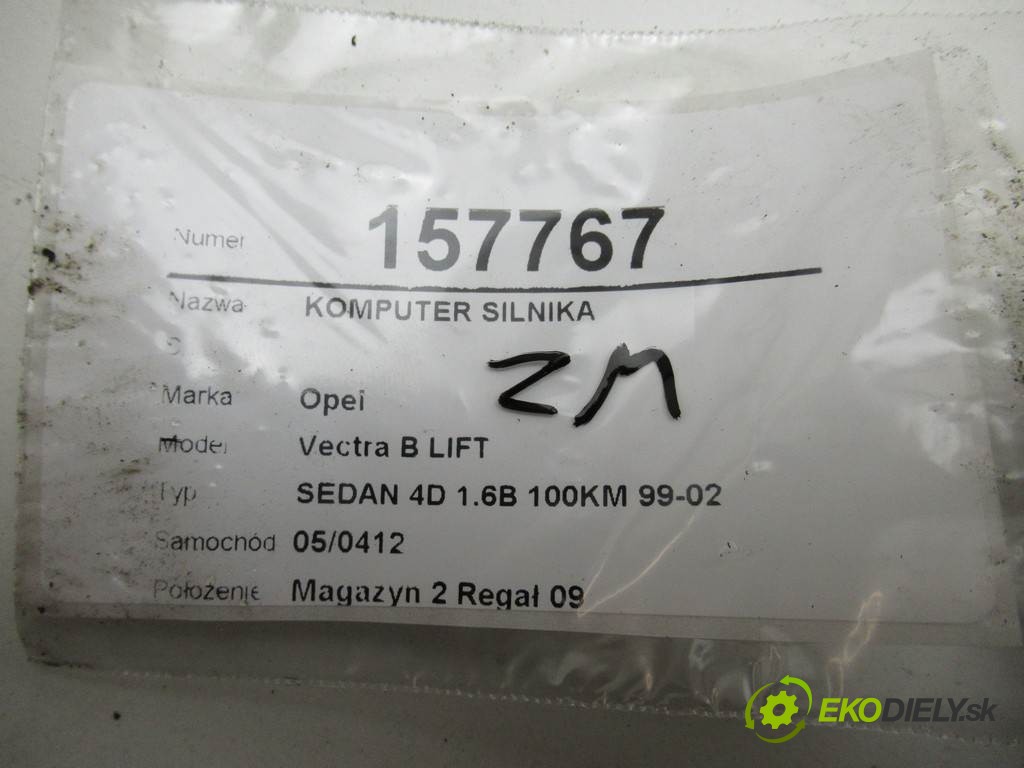 Numer 157767
Nazwa KOMPUTER SILNIKA
ZM
Marka Opel
Model Vectra B LIFT
Typ SEDAN 4D 1.6B 100KM 99-02
Samochód 05/0412
Położenie Magazyn 2 Regał 09
EKODIELY.sk